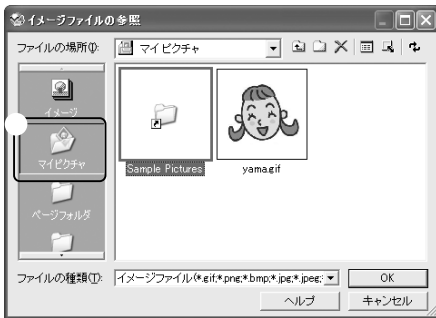 イメージファイルの参照
ファイルの場所(I):
マイピクチャ
イメージ
マイピクチャ
ページフォルダ
Sample Pictures
yama.gif
ファイルの種類(T):
イメージファイル(*.gif;*.png;*.bmp;*.jpg;*.jpeg;
OK
ヘルプ
キャンセル